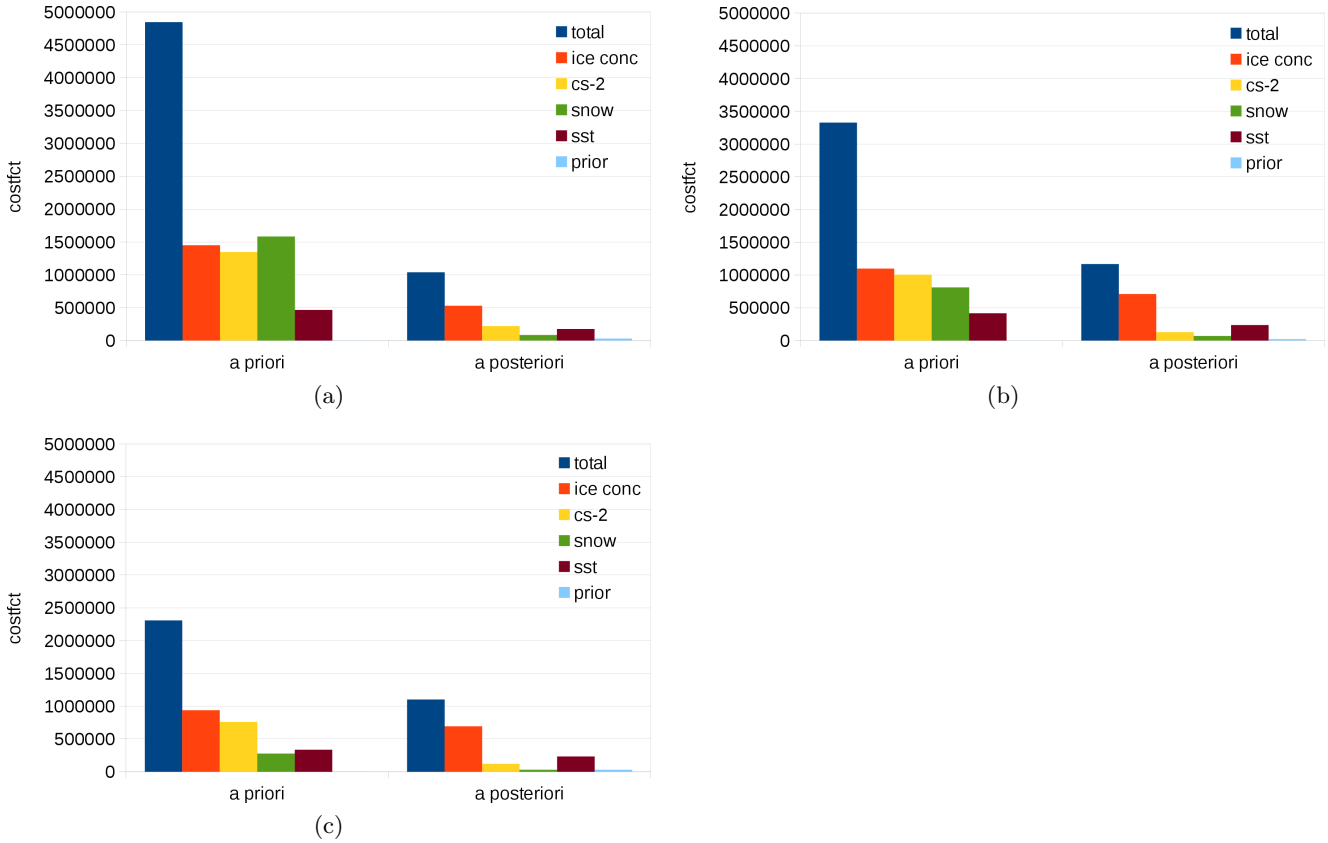 costfct
5000000
4500000
4000000
3500000
3000000
2500000
2000000
1500000
1000000
500000
0
total
ice conc
cs-2
snow
sst
prior
a priori
a posteriori
(a)
costfct
5000000
4500000
4000000
3500000
3000000
2500000
2000000
1500000
1000000
500000
0
total
ice conc
cs-2
snow
sst
prior
a priori
a posteriori
(b)
costfct
5000000
4500000
4000000
3500000
3000000
2500000
2000000
1500000
1000000
500000
0
total
ice conc
cs-2
snow
sst
prior
a priori
a posteriori
(c)